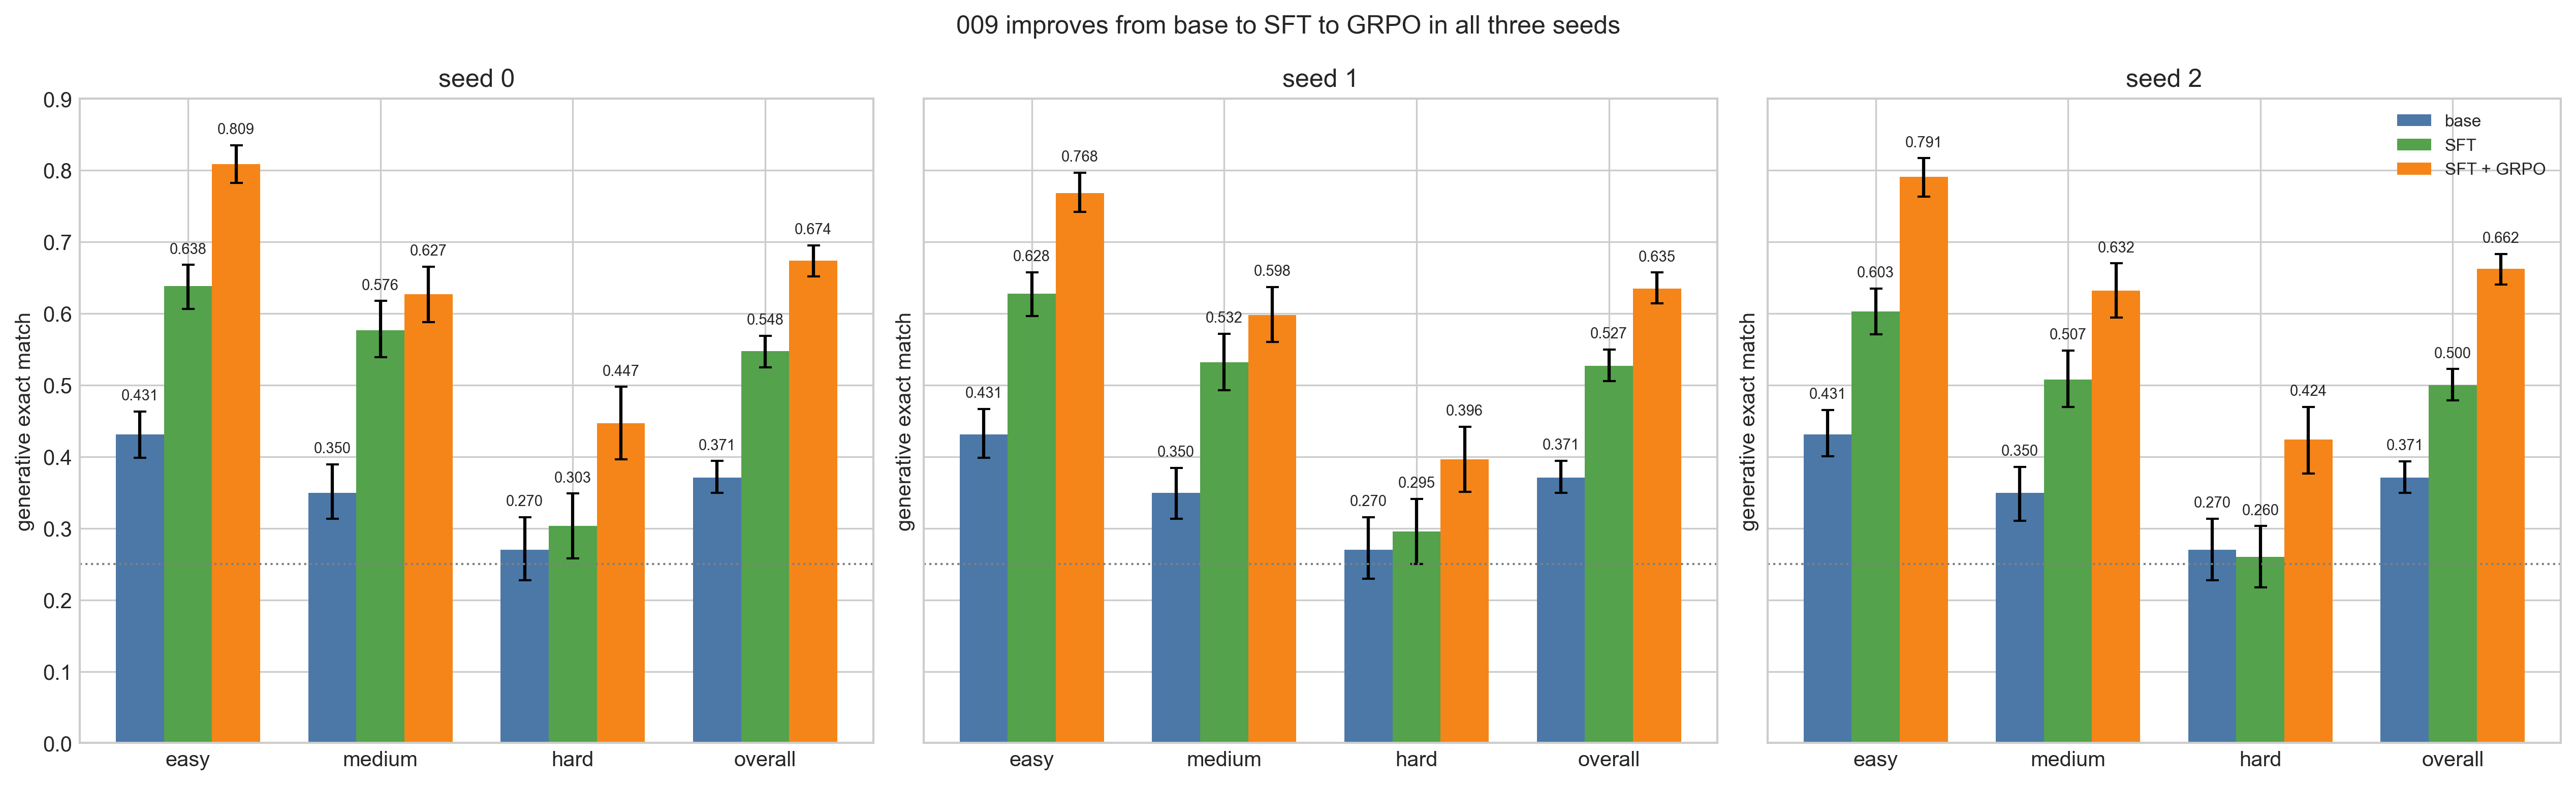 009 improves from base to SFT to GRPO in all three seeds
seed 0
generative exact match
0.9
0.8
0.7
0.6
0.5
0.4
0.3
0.2
0.1
0.0
0.431
0.638
0.809
0.350
0.576
0.627
0.270
0.303
0.447
0.371
0.548
0.674
easy
medium
hard
overall
seed 1
generative exact match
0.431
0.628
0.768
0.350
0.532
0.598
0.270
0.295
0.396
0.371
0.527
0.635
easy
medium
hard
overall
seed 2
generative exact match
base
SFT
SFT + GRPO
0.431
0.603
0.791
0.350
0.507
0.632
0.270
0.260
0.424
0.371
0.500
0.662
easy
medium
hard
overall